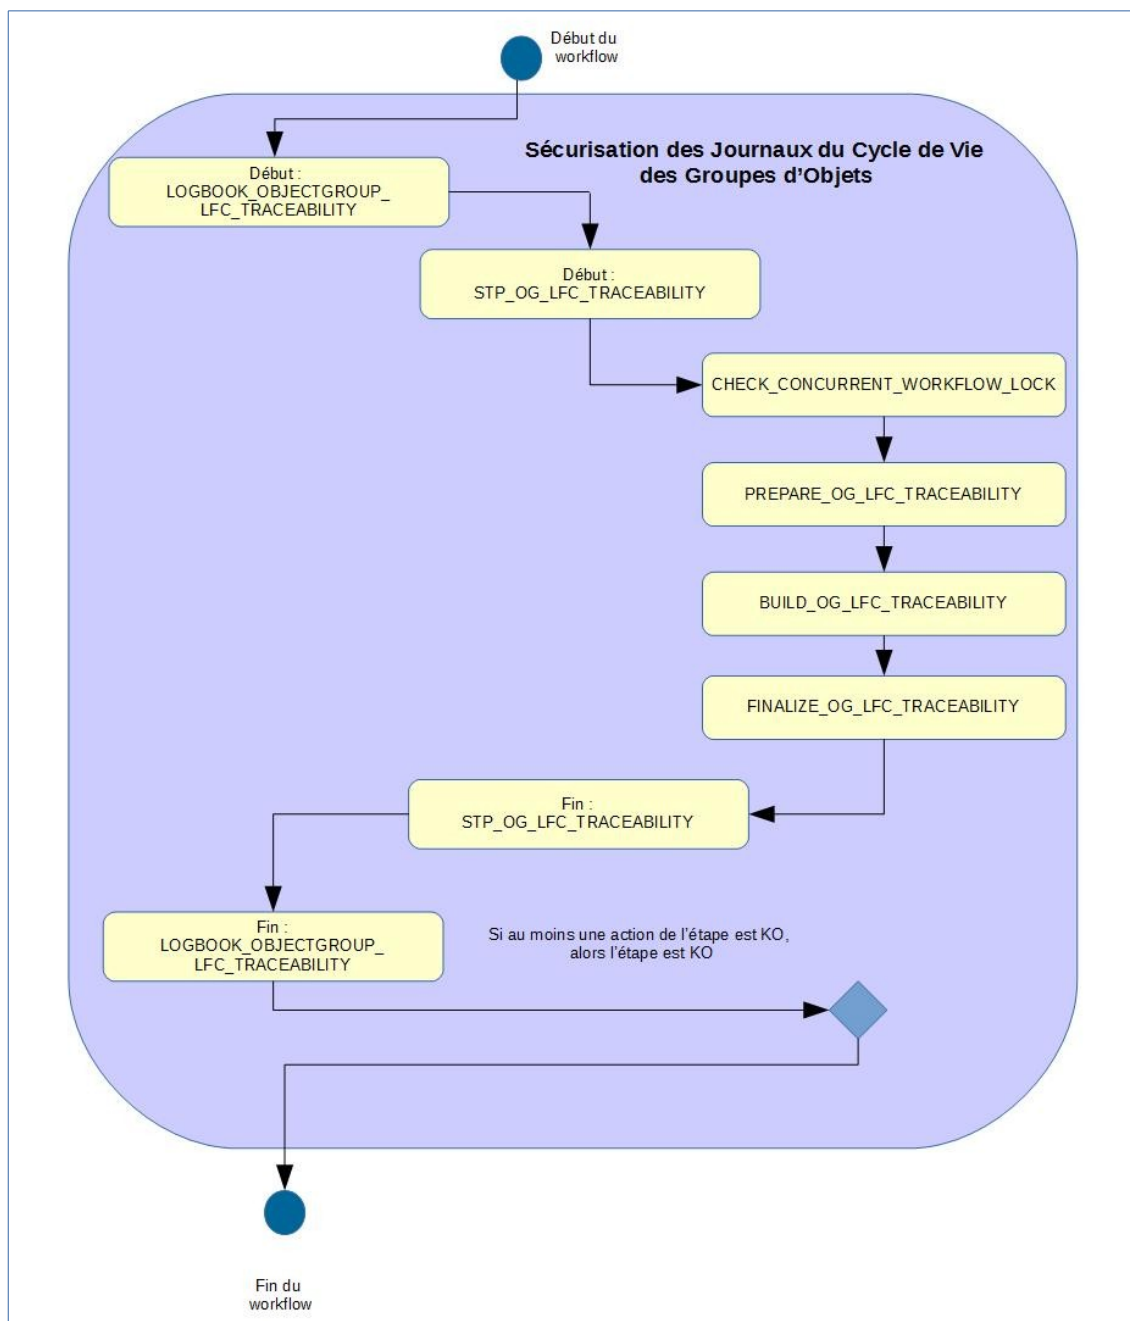 Début du
workflow
Sécurisation des Journaux du Cycle de Vie
des Groupes d'Objets
Début :
LOGBOOK_OBJECTGROUP_
LFC_TRACEABILITY
Début :
STP_OG_LFC_TRACEABILITY
CHECK_CONCURRENT_WORKFLOW_LOCK
PREPARE_OG_LFC_TRACEABILITY
BUILD_OG_LFC_TRACEABILITY
FINALIZE_OG_LFC_TRACEABILITY
Fin :
STP_OG_LFC_TRACEABILITY
Fin :
LOGBOOK_OBJECTGROUP_
LFC_TRACEABILITY
Si au moins une action de l'étape est KO,
alors l'étape est KO
Fin du
workflow